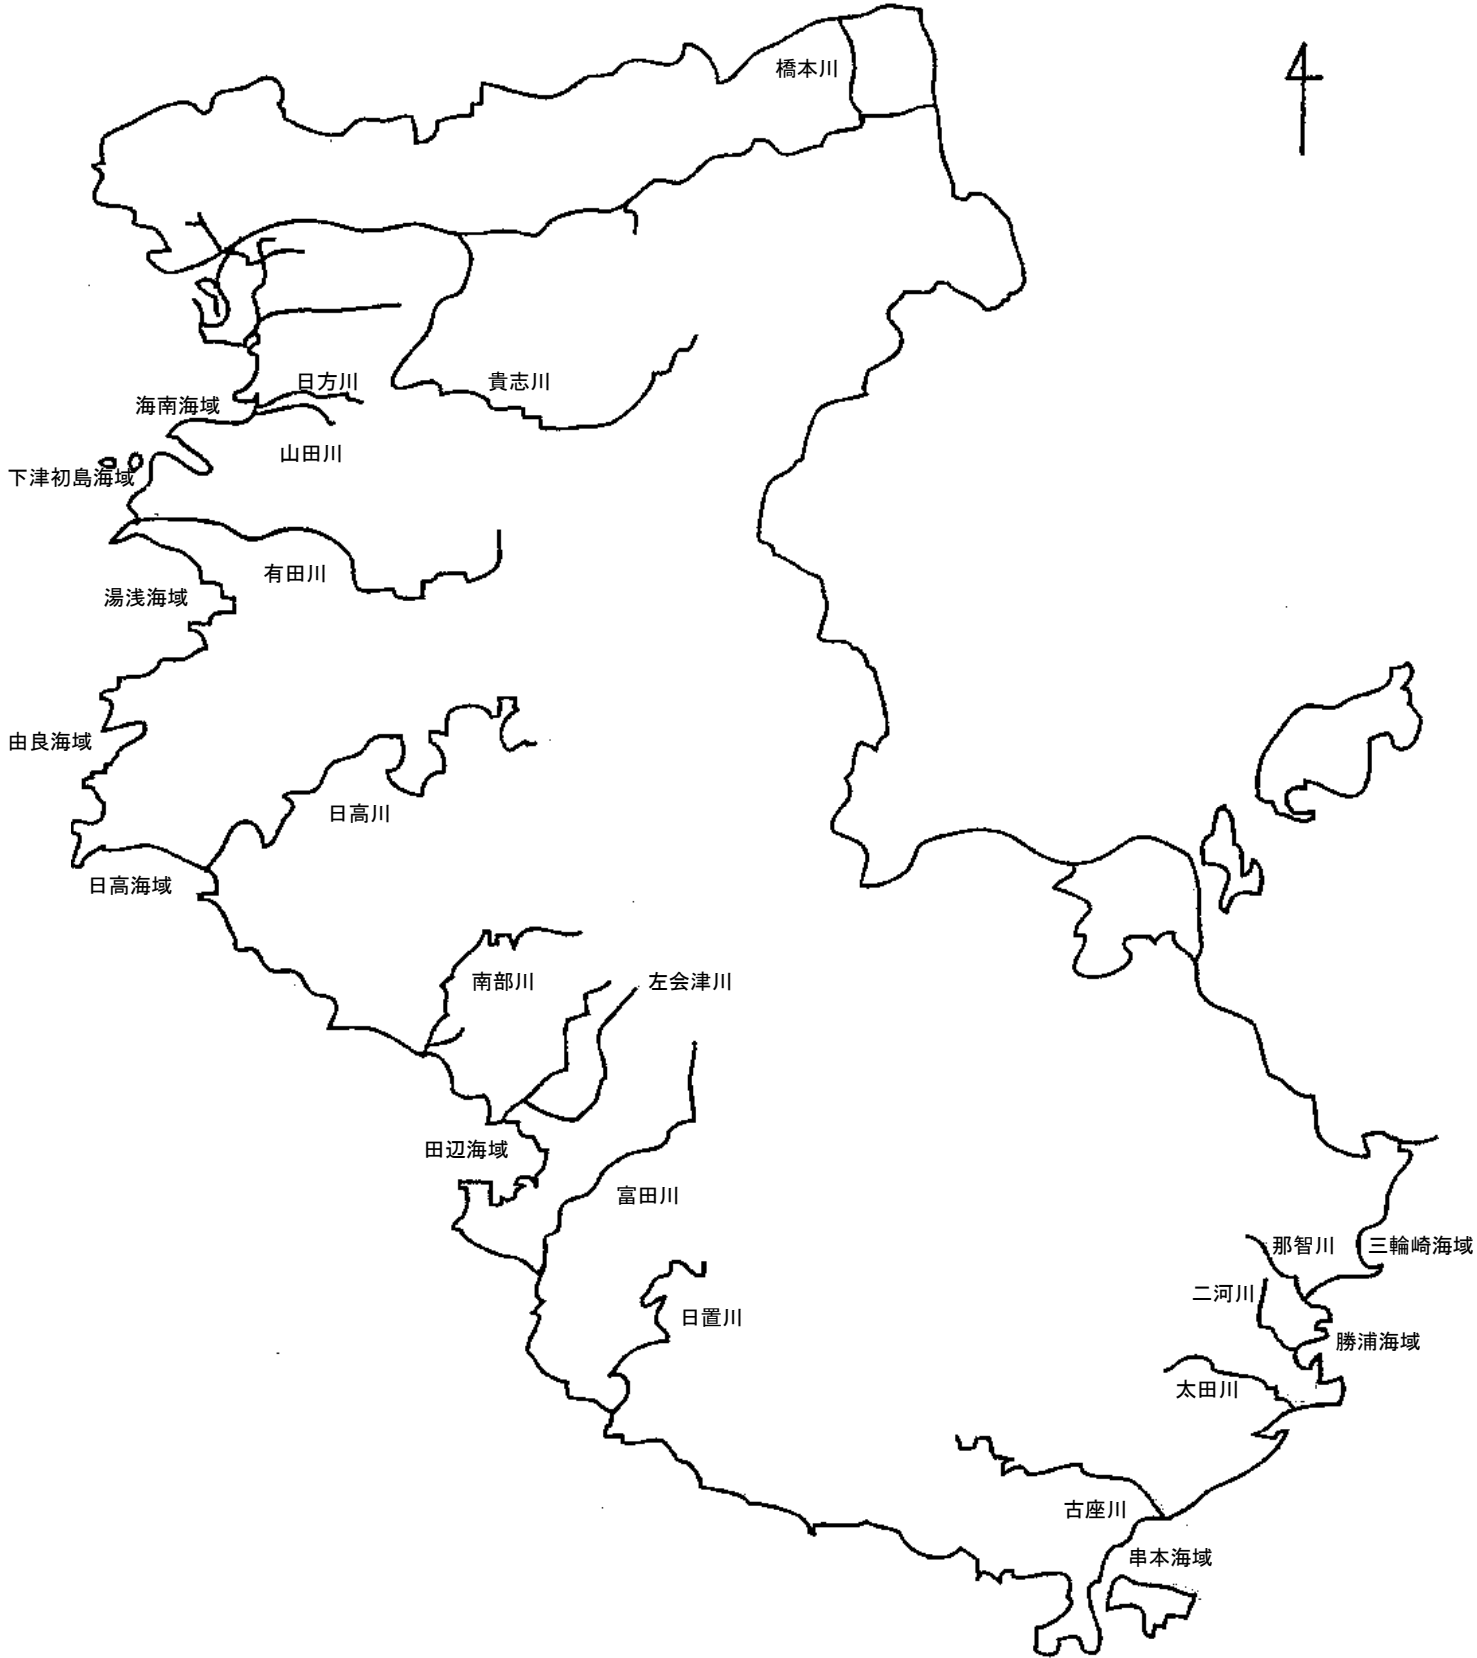 橋本川
日方川
貴志川
海南海域
山田川
下津初島海域
有田川
湯浅海域
由良海域
日高川
日高海域
南部川
左会津川
田辺海域
富田川
那智川
三輪崎海域
二河川
日置川
勝浦海域
太田川
古座川
串本海域